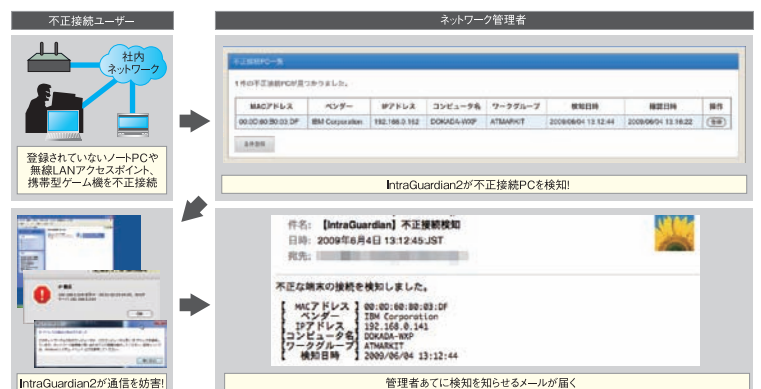 不正接続ユーザー
ネットワーク管理者
社内
ネットワーク
登録されていないノートPCや
無線LANアクセスポイント、
携帯型ゲーム機を不正接続
不正接続PC一覧
1件の不正接続PCが見つかりました。
MACアドレス ベンダー IPアドレス コンピュータ名 ワークグループ 検知日時 確認日時 操作
00:0D:60:B0:03:DF IBM Corporation 192.168.0.152 DOKADA-WXP ATMARKIT 2009/06/04 13:12:44 2009/06/04 13:16:22 登録
IntraGuardian2が不正接続PCを検知!
IntraGuardian2が通信を妨害!
件名: 【IntraGuardian】不正接続検知
日時: 2009年6月4日 13:12:45:JST
宛先:
不正な端末の接続を検知しました。
【 MACアドレス 】 00:0D:60:B0:03:DF
【 ベンダー 】 IBM Corporation
【 IPアドレス 】 192.168.0.141
【コンピュータ名】 DOKADA-WXP
【ワークグループ】 ATMARKIT
【 検知日時 】 2009/06/04 13:12:44
管理者あてに検知を知らせるメールが届く